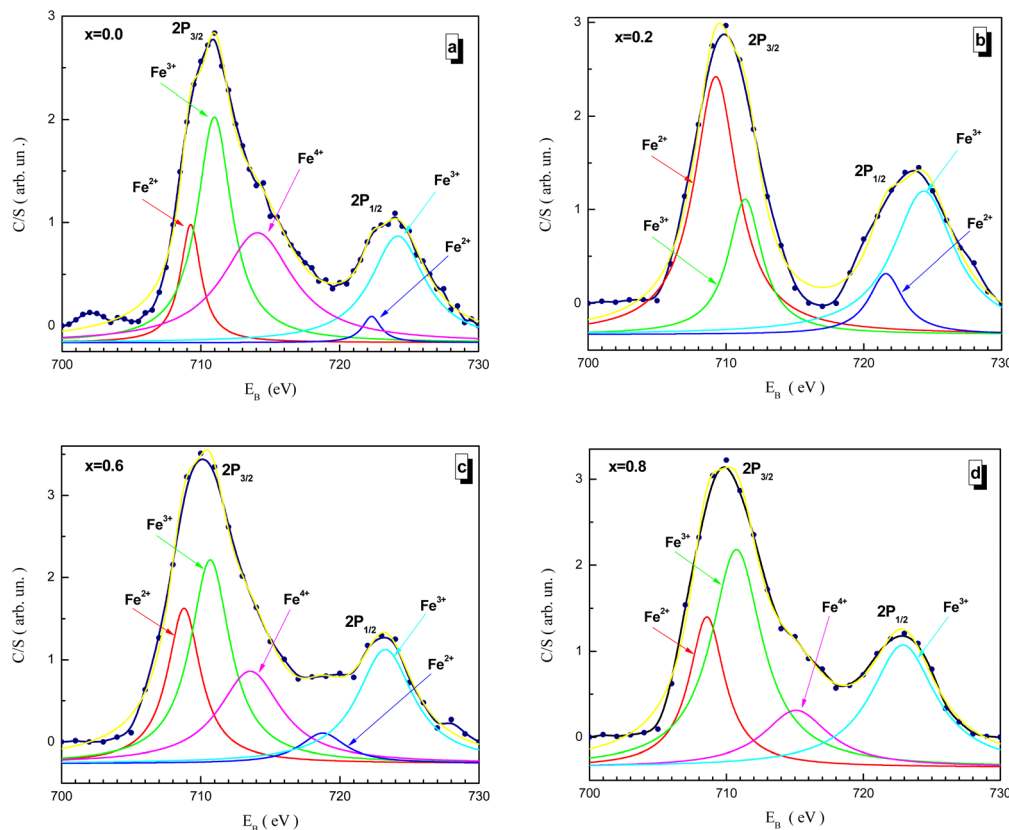 x=0.0
2P3/2
a
Fe3+
Fe2+
Fe4+
2P1/2
Fe3+
Fe2+
C/S ( arb. un. )
3
2
1
0
700 710 720 730
EB (eV)
x=0.2
2P3/2
b
Fe2+
Fe3+
2P1/2
Fe3+
Fe2+
C/S ( arb. un. )
3
2
1
0
700 710 720 730
EB ( eV )
x=0.6
2P3/2
c
Fe3+
Fe2+
Fe4+
2P1/2
Fe3+
Fe2+
C/S ( arb. un. )
3
2
1
0
700 710 720 730
EB ( eV )
x=0.8
2P3/2
d
Fe3+
Fe2+
Fe4+
2P1/2
Fe3+
C/S ( arb. un. )
3
2
1
0
700 710 720 730
EB ( eV )